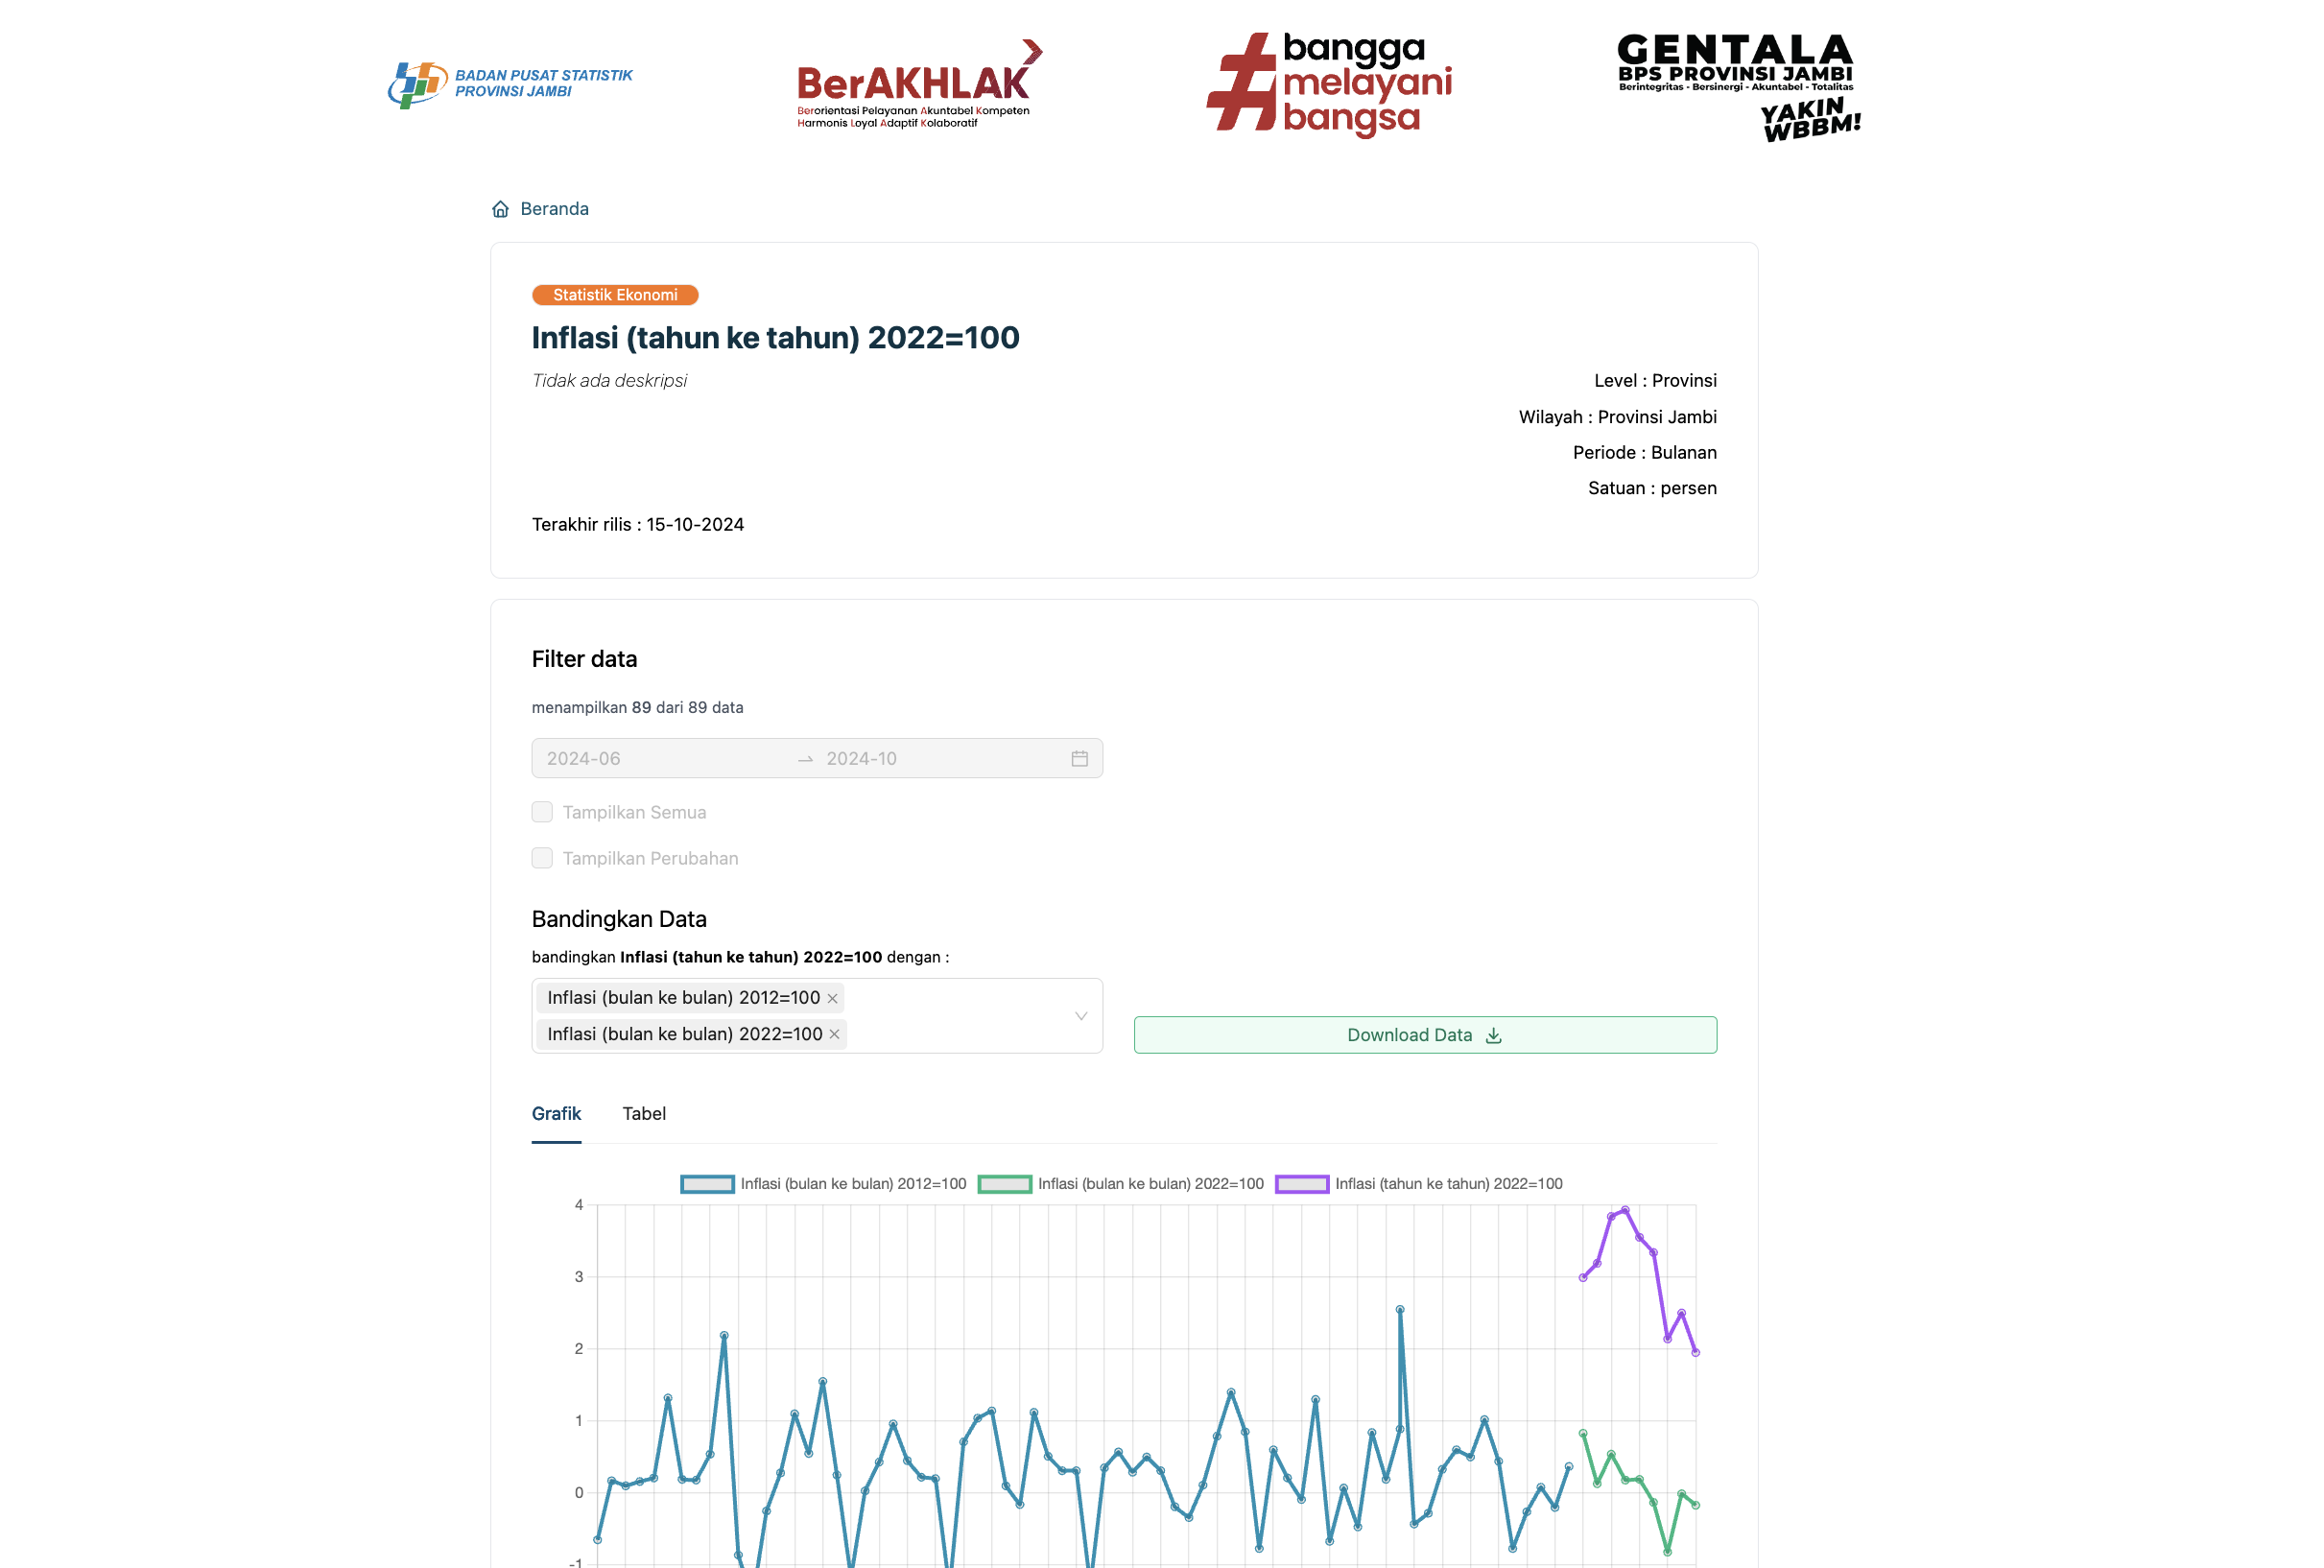 BADAN PUSAT STATISTIK
PROVINSI JAMBI
BerAKHLAK
Berorientasi Pelayanan Akuntabel Kompeten
Harmonis Loyal Adaptif Kolaboratif
#bangga
melayani
bangsa
GENTALA
BPS PROVINSI JAMBI
Berintegritas - Bersinergi - Akuntabel - Totalitas
YAKIN
WBBM!
Beranda
Statistik Ekonomi
Inflasi (tahun ke tahun) 2022=100
Tidak ada deskripsi
Level : Provinsi
Wilayah : Provinsi Jambi
Periode : Bulanan
Satuan : persen
Terakhir rilis : 15-10-2024
Filter data
menampilkan 89 dari 89 data
2024-06 → 2024-10
Tampilkan Semua
Tampilkan Perubahan
Bandingkan Data
bandingkan Inflasi (tahun ke tahun) 2022=100 dengan :
Inflasi (bulan ke bulan) 2012=100
Inflasi (bulan ke bulan) 2022=100
Download Data
Grafik Tabel
Inflasi (bulan ke bulan) 2012=100 Inflasi (bulan ke bulan) 2022=100 Inflasi (tahun ke tahun) 2022=100
4
3
2
1
0
-1